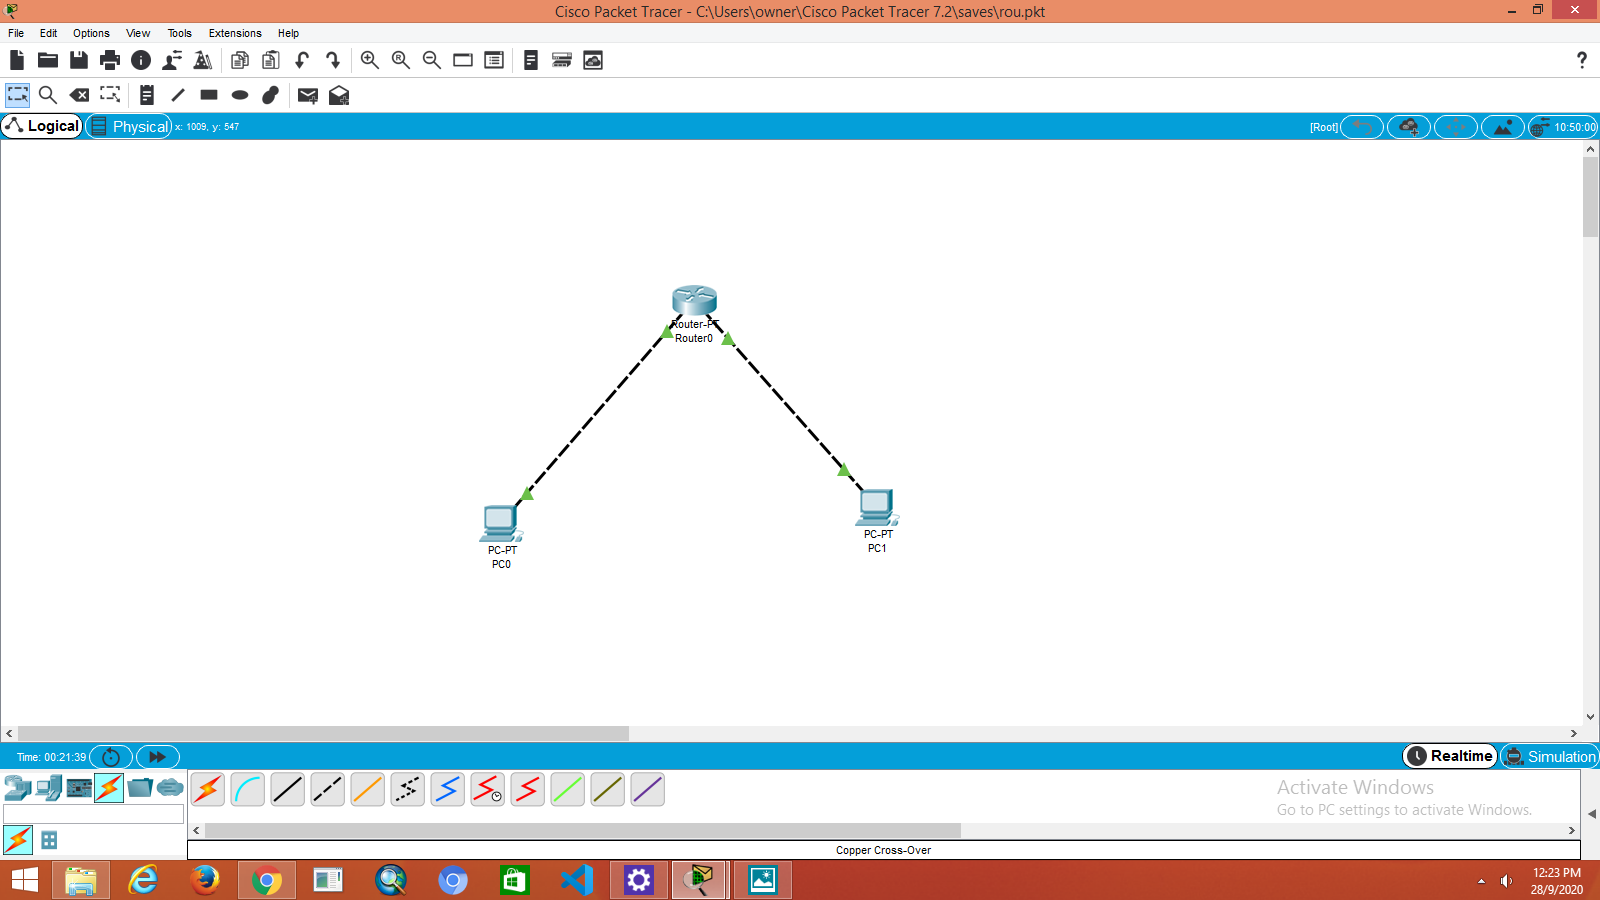 Cisco Packet Tracer - C:\Users\owner\Cisco Packet Tracer 7.2\saves\rou.pkt
File Edit Options View Tools Extensions Help
Logical Physical x: 1009, y: 547 [Root] 10:50:00
Router-PT
Router0
PC-PT
PC1
PC-PT
PC0
Time: 00:21:39 Realtime Simulation
Activate Windows
Go to PC settings to activate Windows.
Copper Cross-Over
12:23 PM
28/9/2020